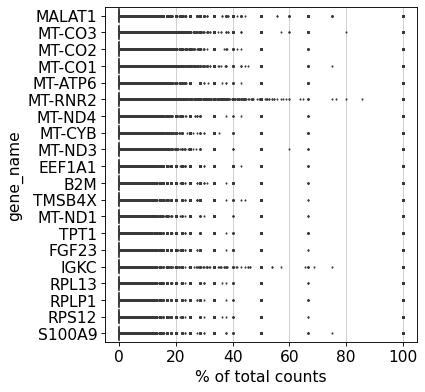 MALAT1
MT-CO3
MT-CO2
MT-CO1
MT-ATP6
MT-RNR2
MT-ND4
MT-CYB
MT-ND3
EEF1A1
B2M
TMSB4X
MT-ND1
TPT1
FGF23
IGKC
RPL13
RPLP1
RPS12
S100A9
gene_name
0 20 40 60 80 100
% of total counts